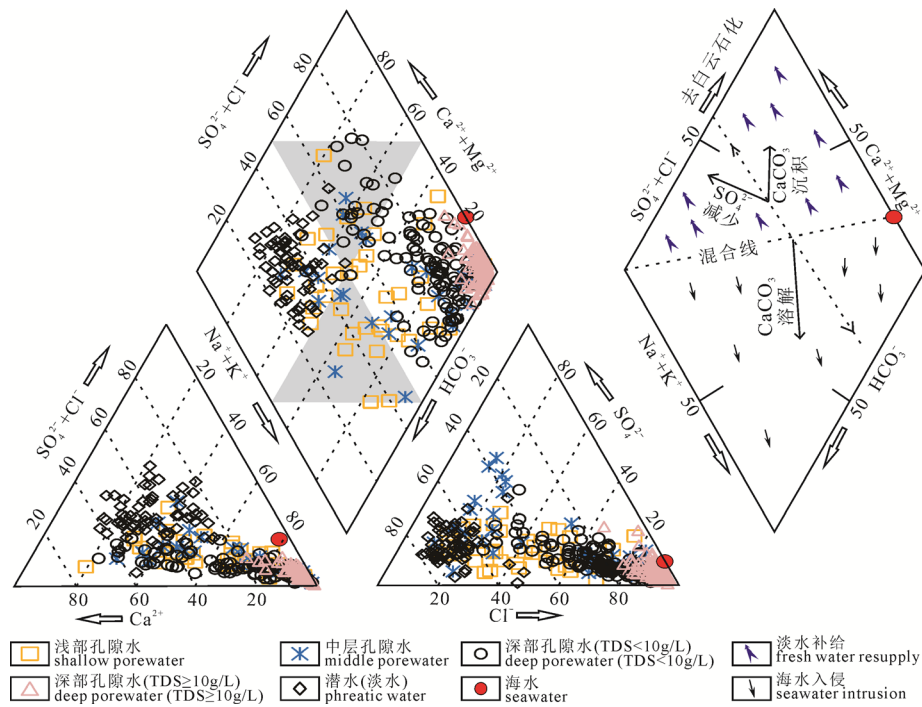 80
80
SO₄²⁻+Cl⁻
60
60
Ca²⁺+Mg²⁺
40
40
20
20
Na⁺+K⁺
HCO₃⁻
去白云石化
50
50
SO₄²⁻+Cl⁻
Ca²⁺+Mg²⁺
CaCO₃
沉积
SO₄²⁻
减少
混合线
CaCO₃
溶解
Na⁺+K⁺
HCO₃⁻
50
50
SO₄²⁻+Cl⁻
80
20
60
40
40
60
20
80
80
60
40
20
Ca²⁺
80
20
SO₄²⁻
60
40
40
60
20
80
20
40
60
80
Cl⁻
浅部孔隙水
shallow porewater
中层孔隙水
middle porewater
深部孔隙水(TDS<10g/L)
deep porewater (TDS<10g/L)
淡水补给
fresh water resupply
深部孔隙水(TDS≥10g/L)
deep porewater (TDS≥10g/L)
潜水(淡水)
phreatic water
海水
seawater
海水入侵
seawater intrusion